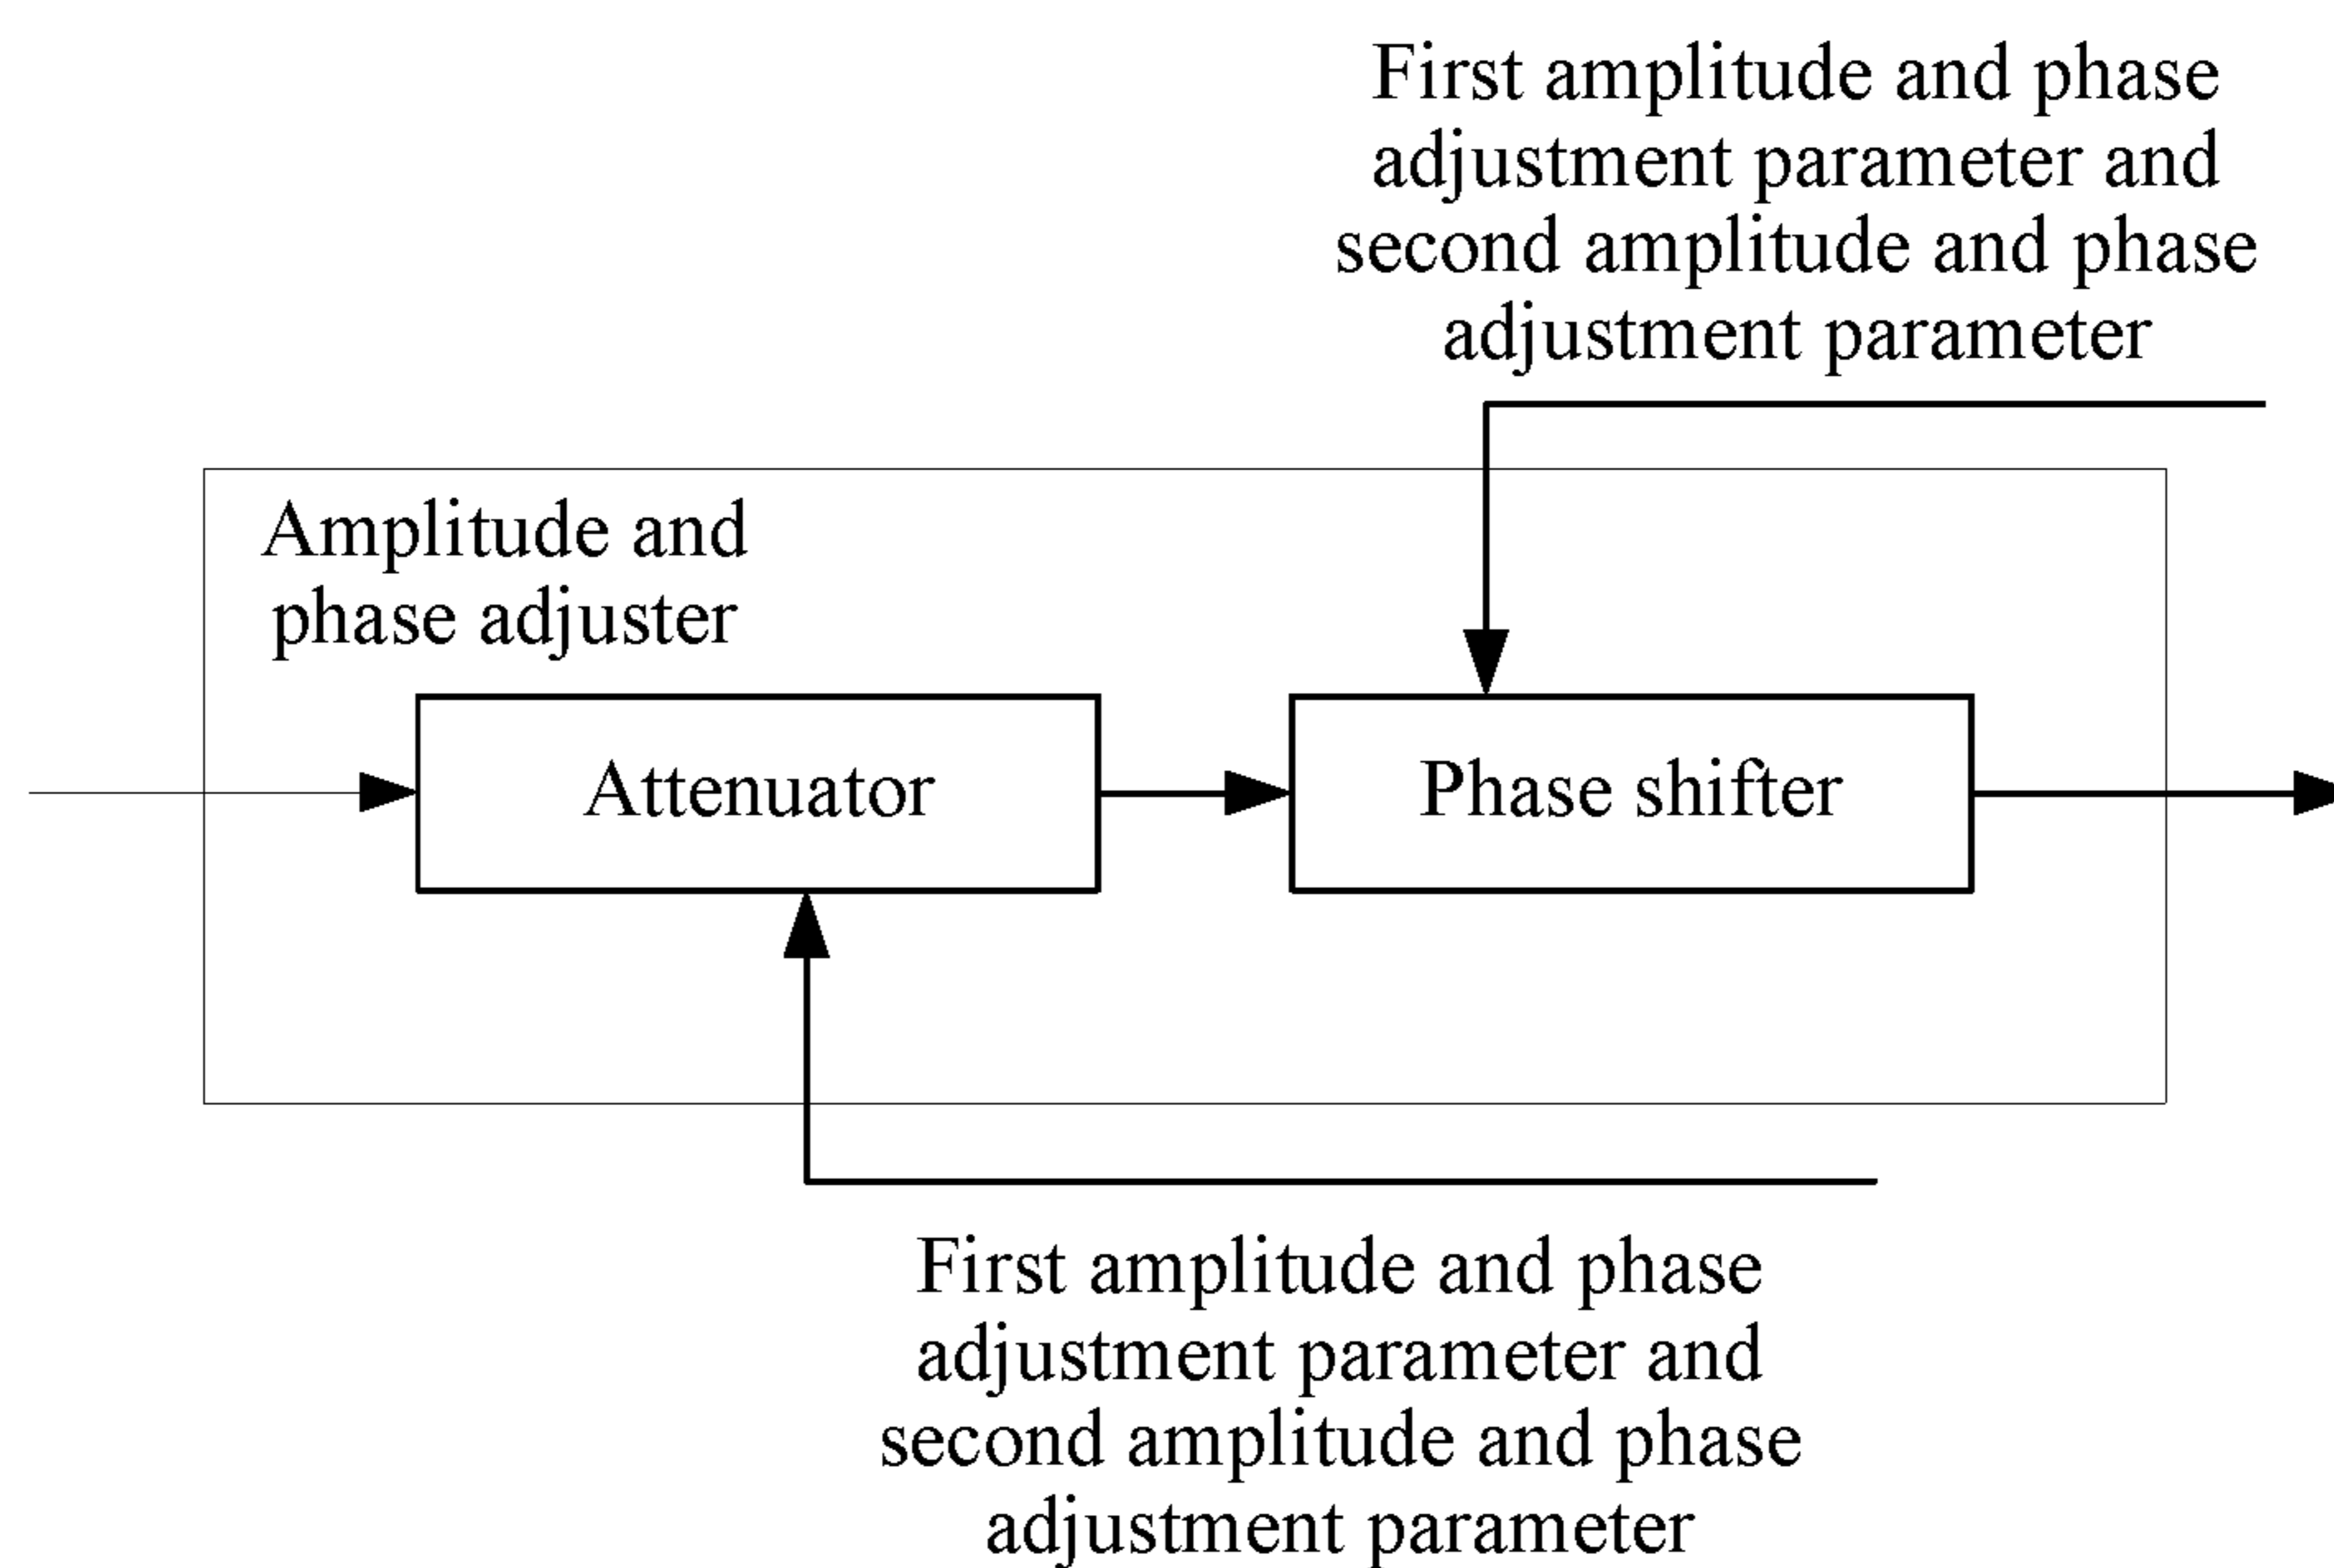 First amplitude and phase
adjustment parameter and
second amplitude and phase
adjustment parameter
Amplitude and
phase adjuster
Attenuator
Phase shifter
First amplitude and phase
adjustment parameter and
second amplitude and phase
adjustment parameter